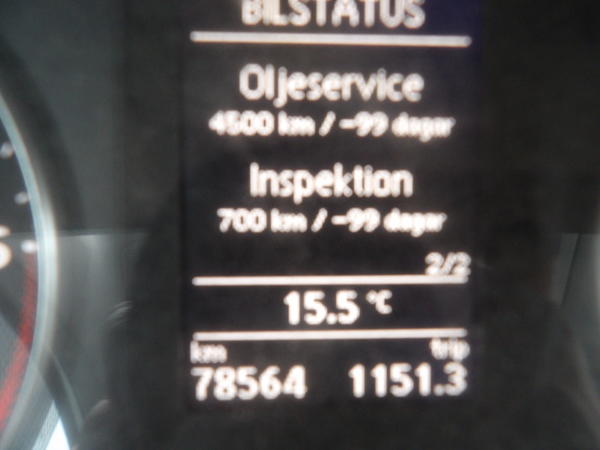 BILSTATUS
Oljeservice
4500 km / -99 dagar
Inspektion
700 km / -99 dagar
2/2
15.5 °C
km trip
78564 1151.3